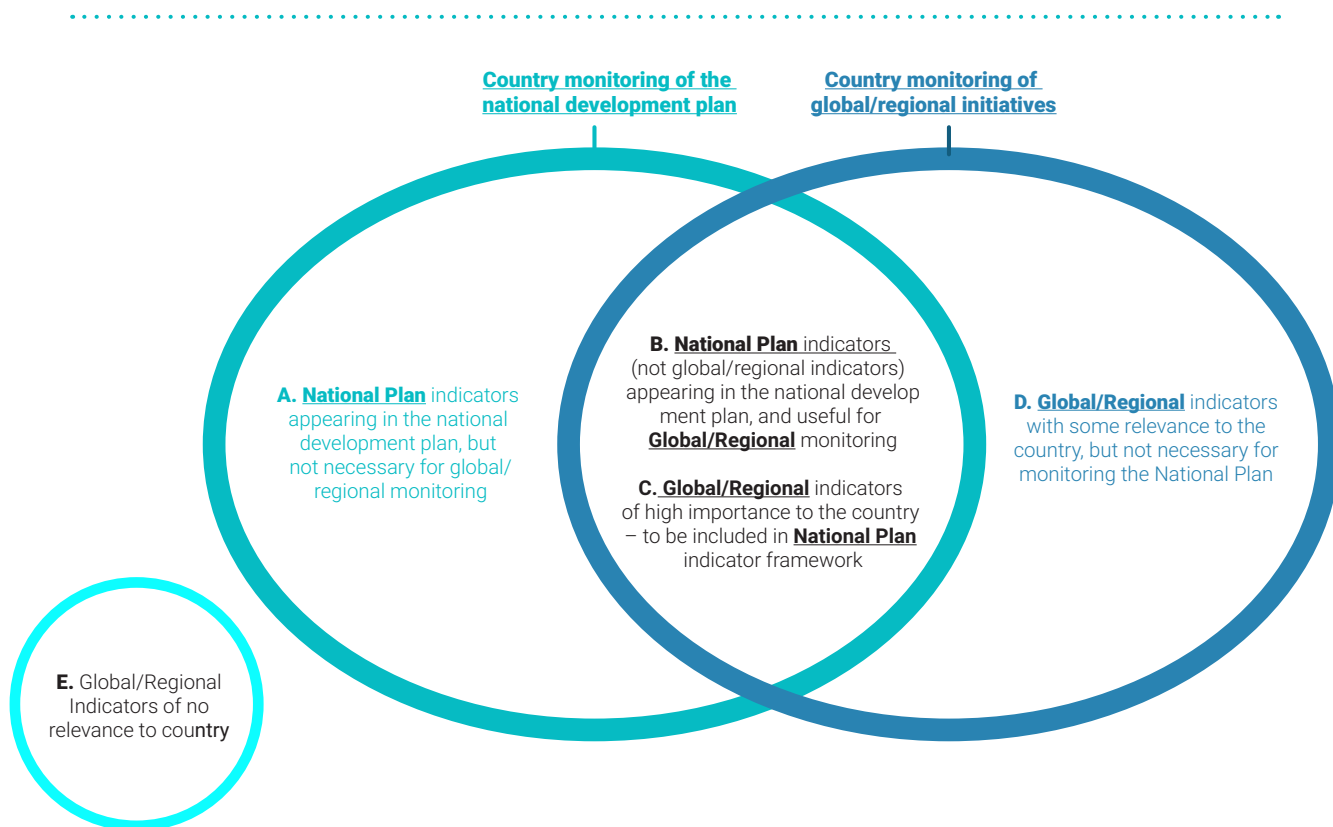 Country monitoring of the
national development plan
Country monitoring of
global/regional initiatives
A. National Plan indicators
appearing in the national
development plan, but
not necessary for global/
regional monitoring
B. National Plan indicators
(not global/regional indicators)
appearing in the national develop
ment plan, and useful for
Global/Regional monitoring
C. Global/Regional indicators
of high importance to the country
– to be included in National Plan
indicator framework
D. Global/Regional indicators
with some relevance to the
country, but not necessary for
monitoring the National Plan
E. Global/Regional
Indicators of no
relevance to country